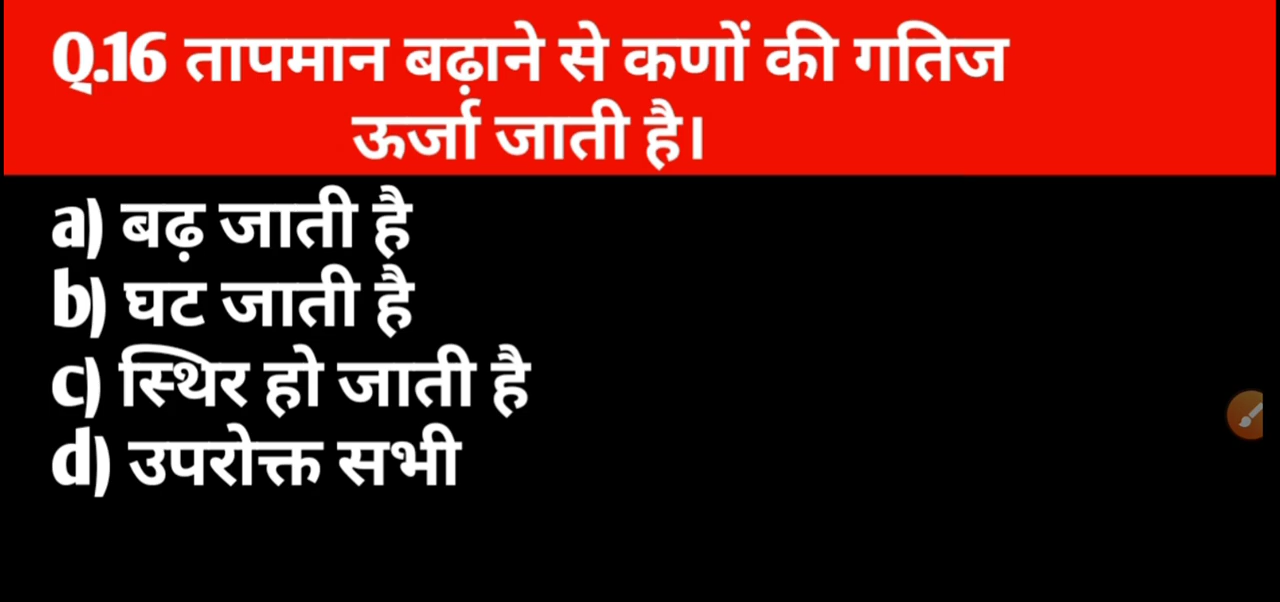 Q.16 तापमान बढ़ाने से कणों की गतिज
ऊर्जा जाती है।
a) बढ़ जाती है
b) घट जाती है
c) स्थिर हो जाती है
d) उपरोक्त सभी